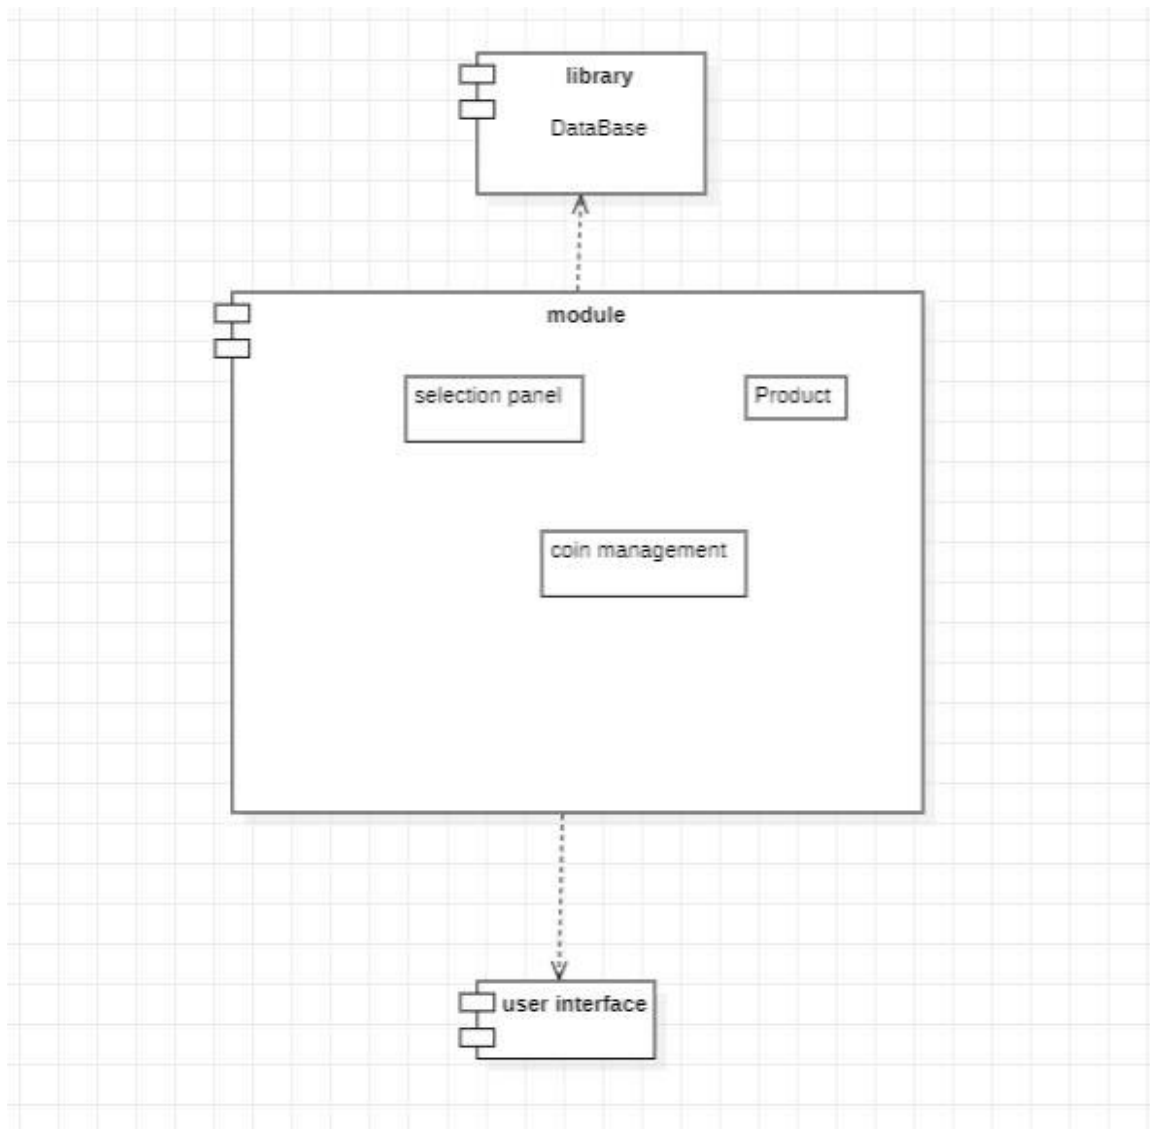 library
DataBase
module
selection panel
Product
coin management
user interface